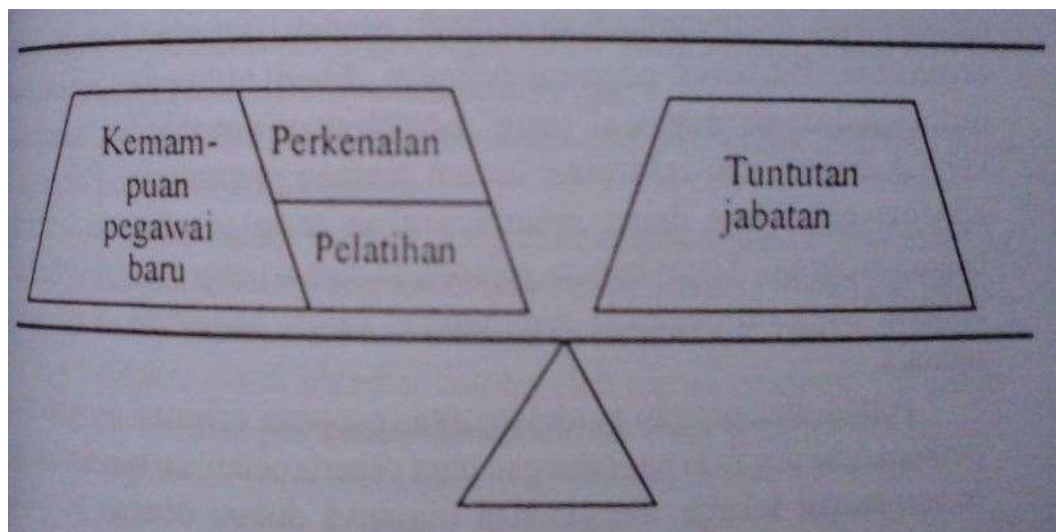 Kemam-
puan
pegawai
baru
Perkenalan
Pelatihan
Tuntutan
jabatan